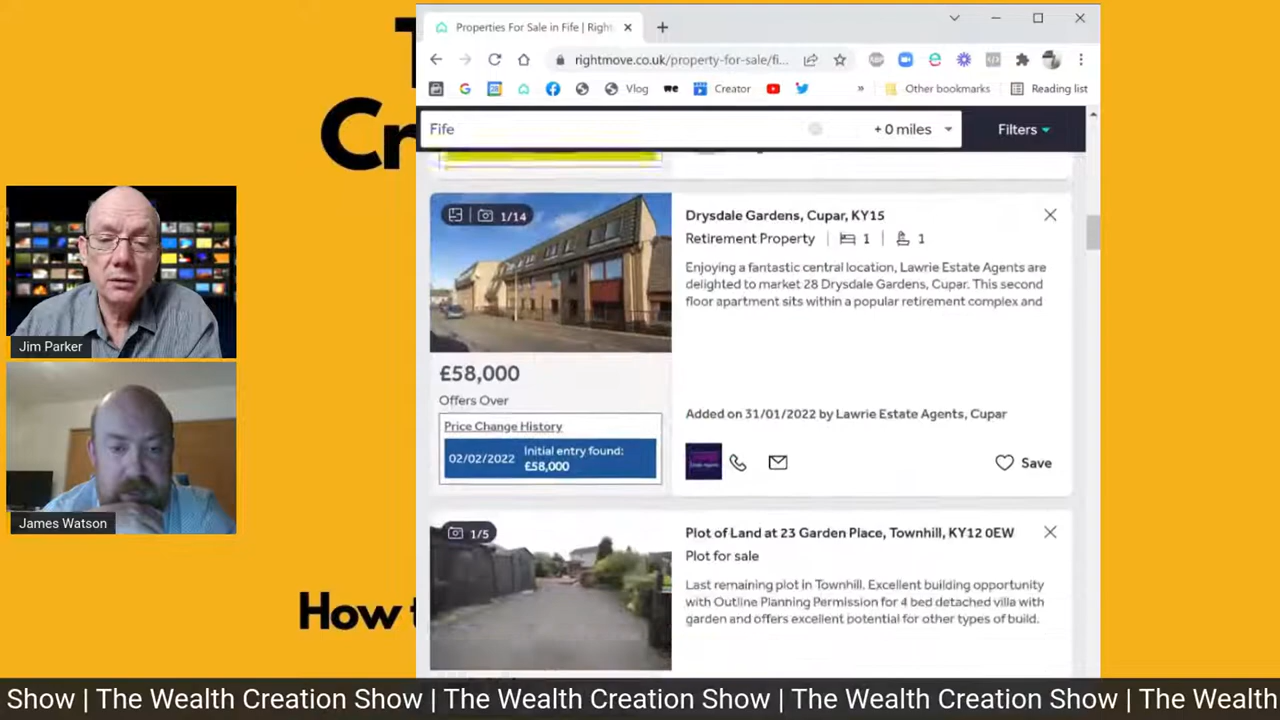 T
Cr
How t
Jim Parker
James Watson
Properties For Sale in Fife | Right
rightmove.co.uk/property-for-sale/fi...
Vlog
Creator
»
Other bookmarks
Reading list
Fife
+ 0 miles
Filters
1/14
Drysdale Gardens, Cupar, KY15
Retirement Property
1
1
Enjoying a fantastic central location, Lawrie Estate Agents are
delighted to market 28 Drysdale Gardens, Cupar. This second
floor apartment sits within a popular retirement complex and
£58,000
Offers Over
Price Change History
02/02/2022
Initial entry found:
£58,000
Added on 31/01/2022 by Lawrie Estate Agents, Cupar
Save
1/5
Plot of Land at 23 Garden Place, Townhill, KY12 0EW
Plot for sale
Last remaining plot in Townhill. Excellent building opportunity
with Outline Planning Permission for 4 bed detached villa with
garden and offers excellent potential for other types of build.
Show | The Wealth Creation Show | The Wealth Creation Show | The Wealth Creation Show | The Wealth